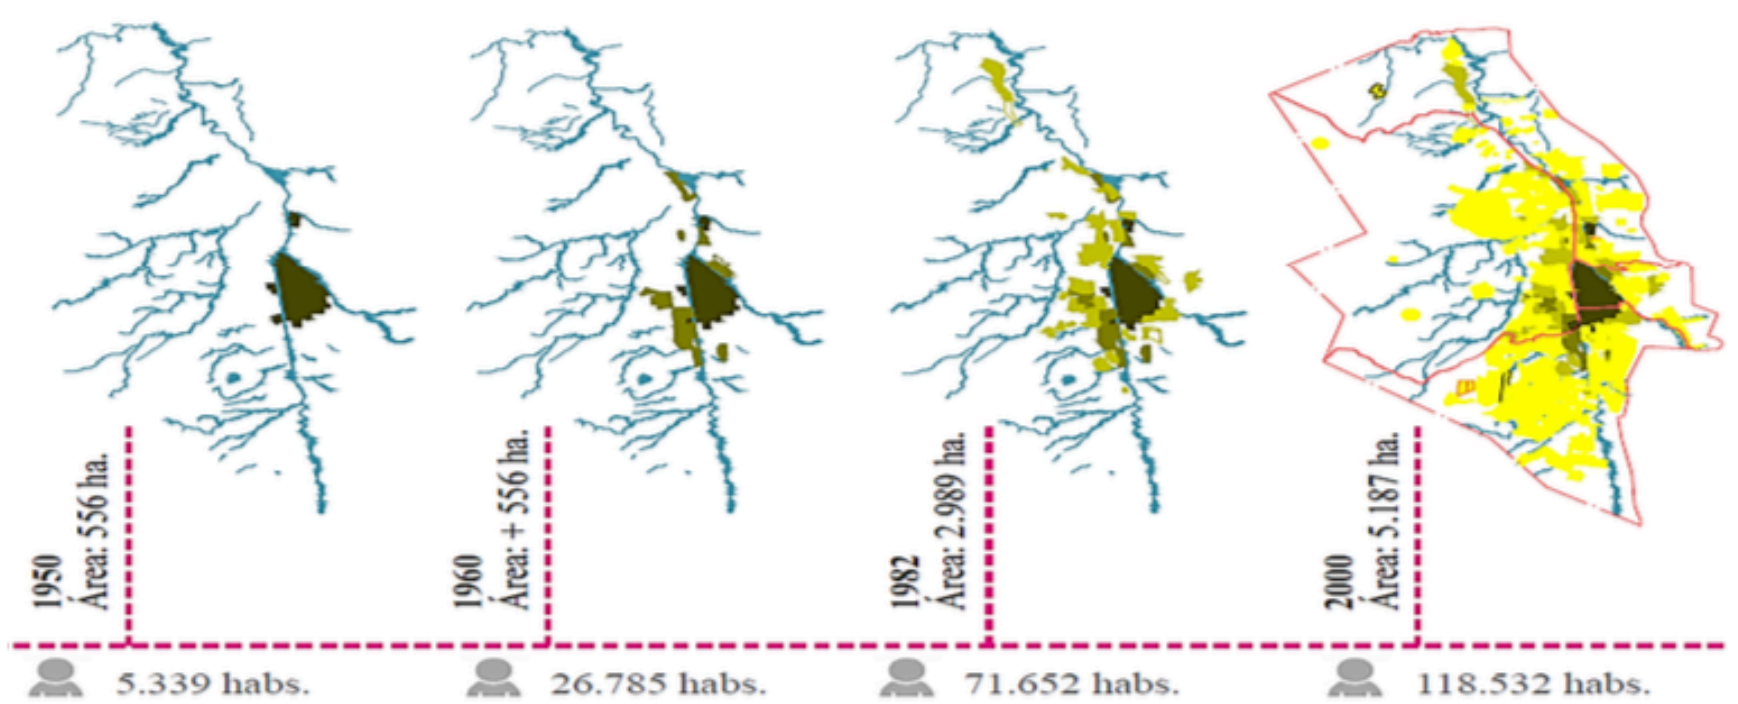 1950
Área: 556 ha.
1960
Área: + 556 ha.
1982
Área: 2.989 ha.
2000
Área: 5.187 ha.
5.339 habs.
26.785 habs.
71.652 habs.
118.532 habs.